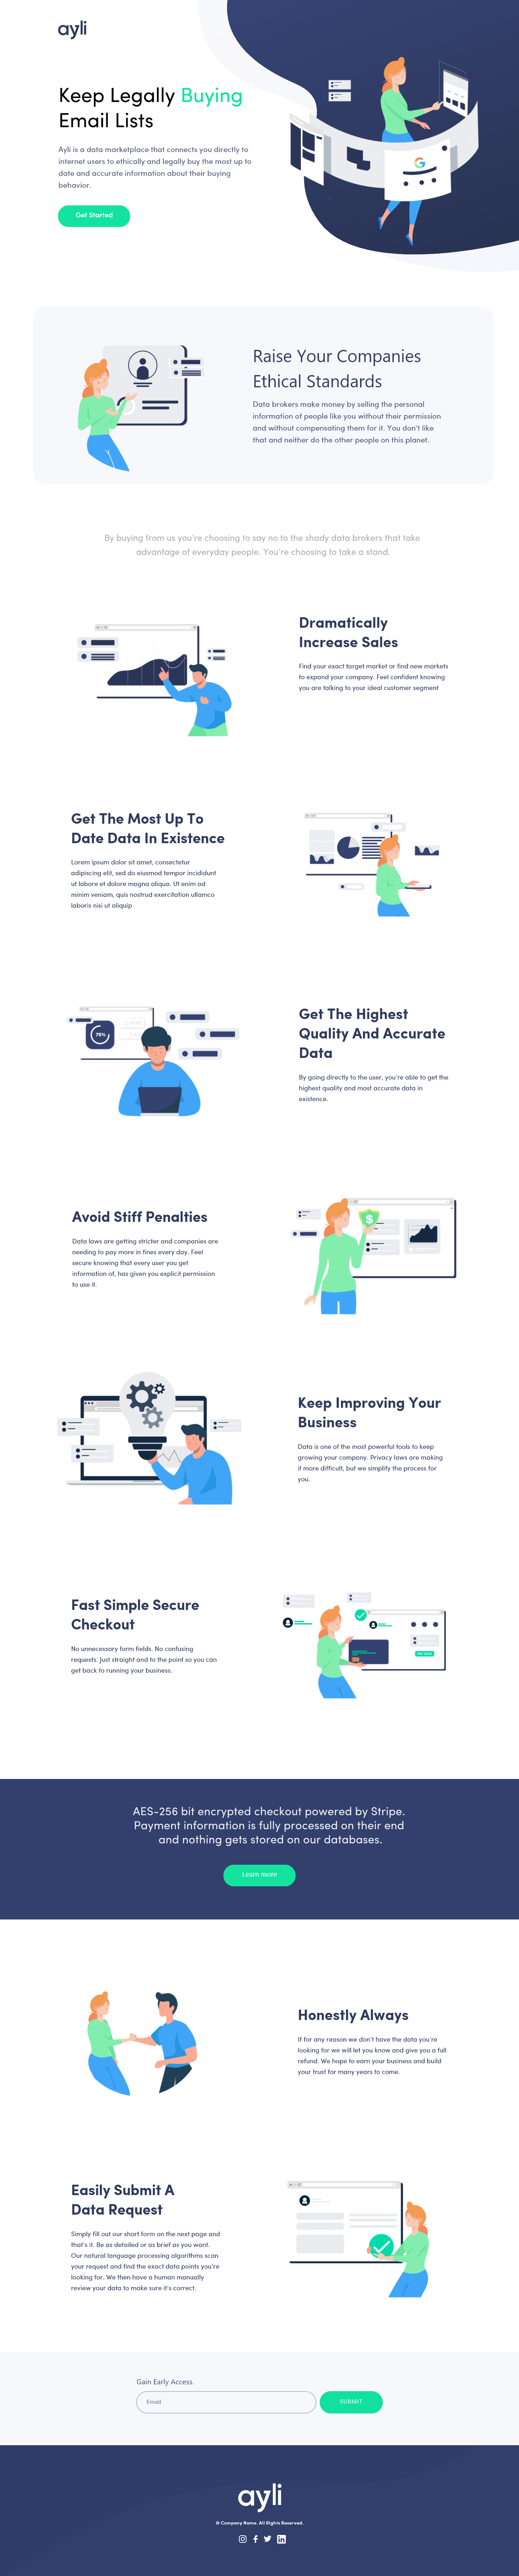 ayli
Keep Legally Buying
Email Lists
Ayli is a data marketplace that connects you directly to
internet users to ethically and legally buy the most up to
date and accurate information about their buying
behavior.
Get Started
G
Raise Your Companies
Ethical Standards
Data brokers make money by selling the personal
information of people like you without their permission
and without compensating them for it. You don't like
that and neither do the other people on this planet.
By buying from us you're choosing to say no to the shady data brokers that take
advantage of everyday people. You're choosing to take a stand.
Dramatically
Increase Sales
Find your exact target market or find new markets
to expand your company. Feel confident knowing
you are talking to your ideal customer segment
Get The Most Up To
Date Data In Existence
Lorem ipsum dolor sit amet, consectetur
adipiscing elit, sed do eiusmod tempor incididunt
ut labore et dolore magna aliqua. Ut enim ad
minim veniam, quis nostrud exercitation ullamco
laboris nisi ut aliquip
75%
Get The Highest
Quality And Accurate
Data
By going directly to the user, you're able to get the
highest quality and most accurate data in
existence.
Avoid Stiff Penalties
Data laws are getting stricter and companies are
needing to pay more in fines every day. Feel
secure knowing that every user you get
information of, has given you explicit permission
to use it.
$
Keep Improving Your
Business
Data is one of the most powerful tools to keep
growing your company. Privacy laws are making
it more difficult, but we simplify the process for
you.
Fast Simple Secure
Checkout
No unnecessary form fields. No confusing
requests. Just straight and to the point so you can
get back to running your business.
AES-256 bit encrypted checkout powered by Stripe.
Payment information is fully processed on their end
and nothing gets stored on our databases.
Learn more
Honestly Always
If for any reason we don't have the data you're
looking for we will let you know and give you a full
refund. We hope to earn your business and build
your trust for many years to come.
Easily Submit A
Data Request
Simply fill out our short form on the next page and
that's it. Be as detailed or as brief as you want.
Our natural language processing algorithms scan
your request and find the exact data points you're
looking for. We then have a human manually
review your data to make sure it's correct.
Gain Early Access.
Email
SUBMIT
ayli
© Company Name. All Rights Reserved.